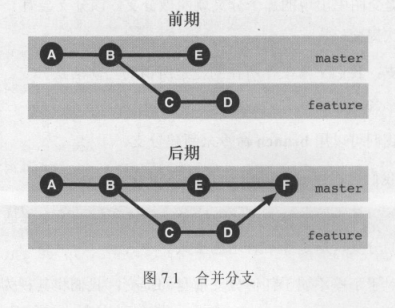 前期
A B E master
C D feature
后期
A B E F master
C D feature
图 7.1 合并分支